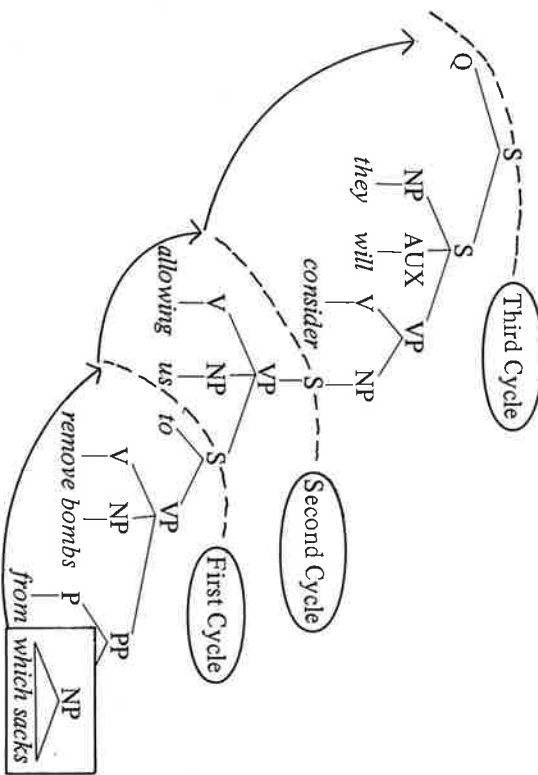 S Third Cycle
Q S
NP AUX VP
they will V NP
consider S Second Cycle
VP
V NP S First Cycle
allowing us to VP
V NP PP
remove bombs P NP
from which sacks